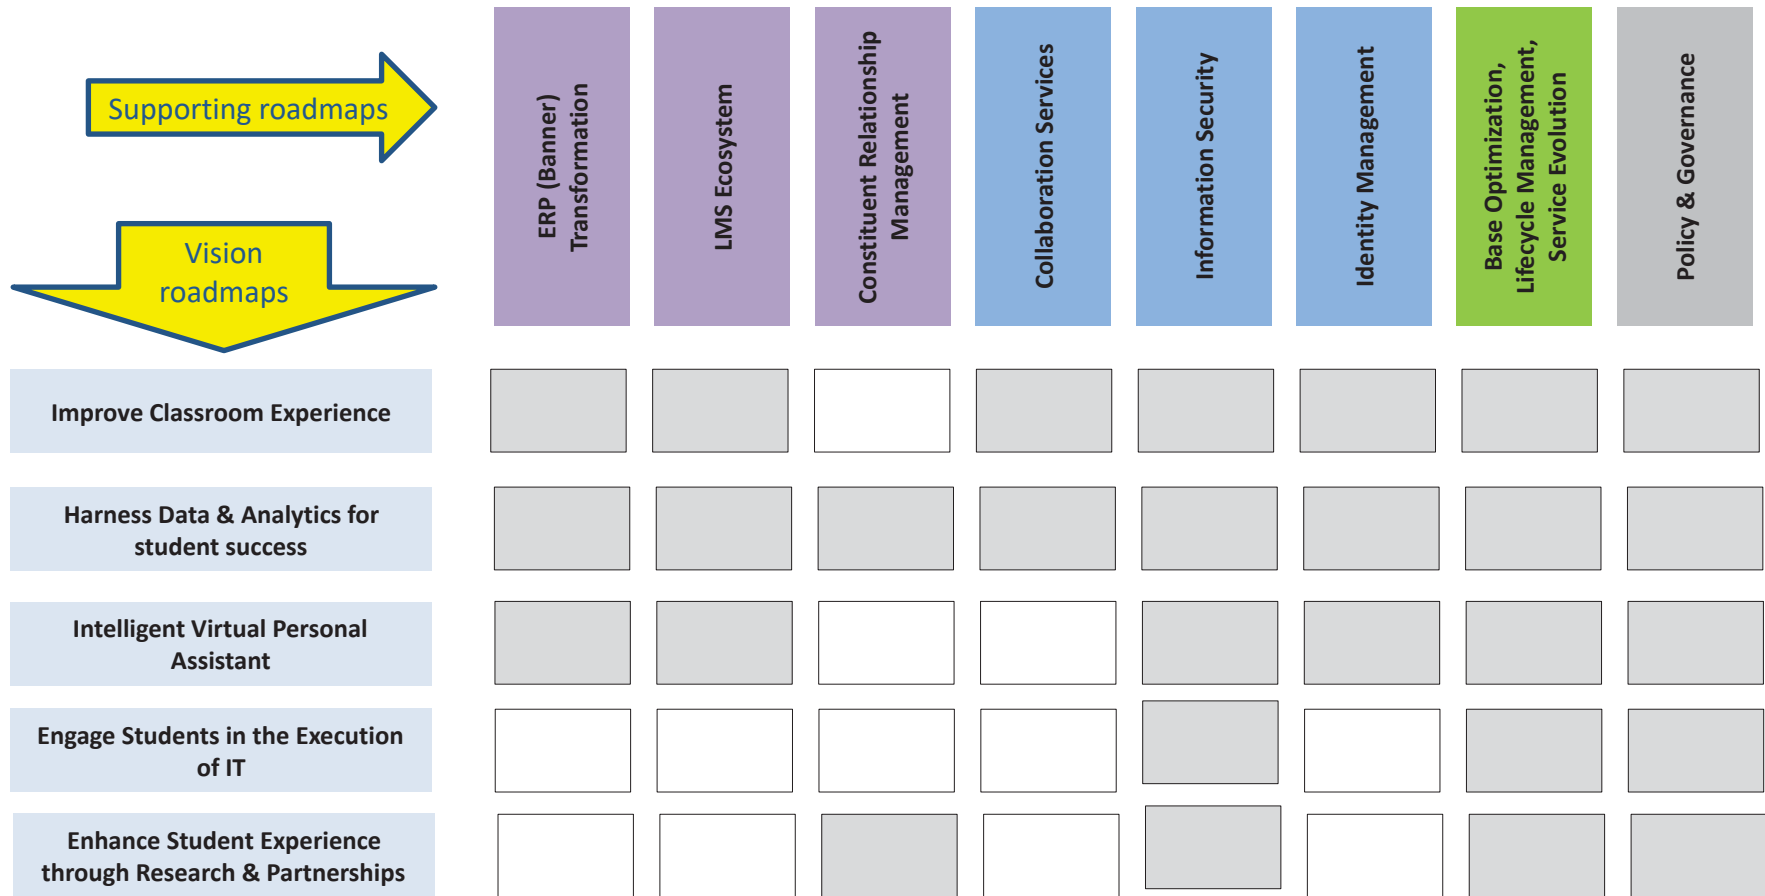 Supporting roadmaps
Vision
roadmaps
ERP (Banner)
Transformation
LMS Ecosystem
Constituent Relationship
Management
Collaboration Services
Information Security
Identity Management
Base Optimization,
Lifecycle Management,
Service Evolution
Policy & Governance
Improve Classroom Experience
Harness Data & Analytics for
student success
Intelligent Virtual Personal
Assistant
Engage Students in the Execution
of IT
Enhance Student Experience
through Research & Partnerships